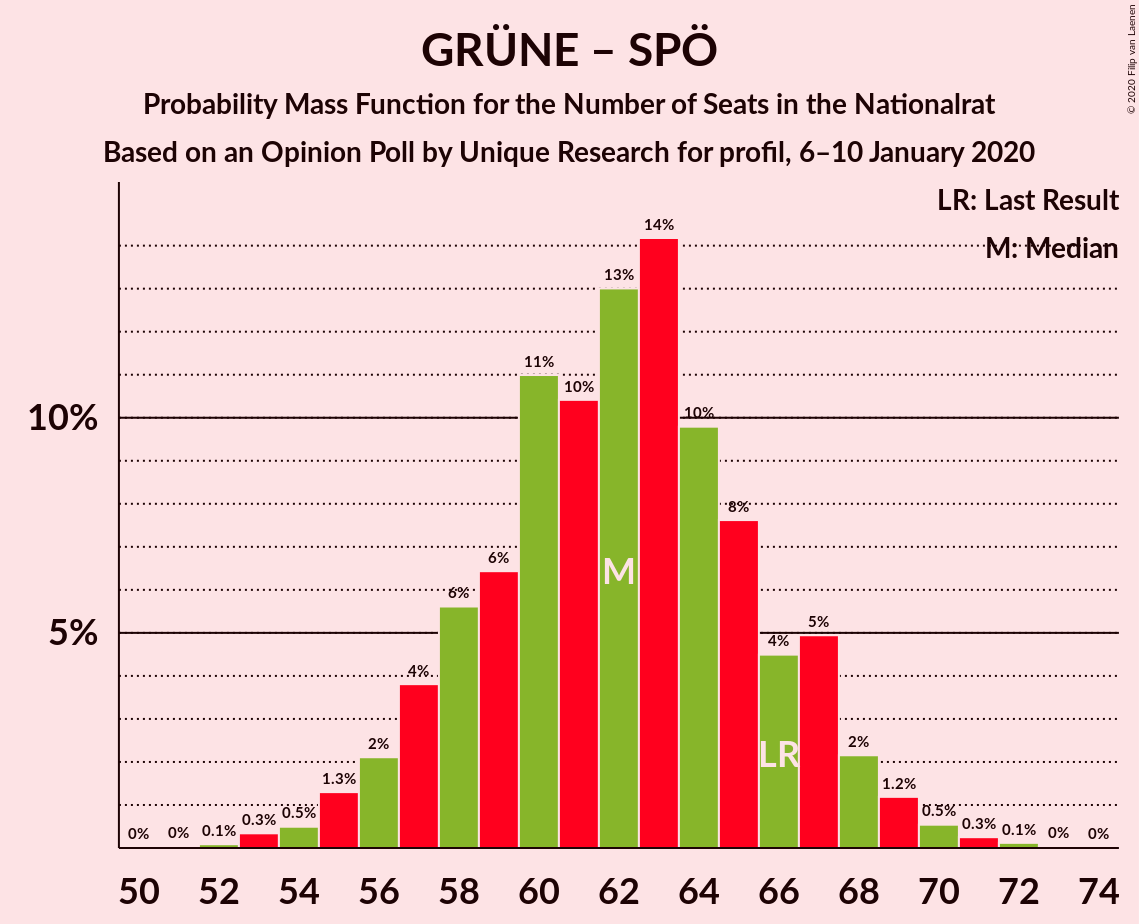 GRÜNE – SPÖ
Probability Mass Function for the Number of Seats in the Nationalrat
Based on an Opinion Poll by Unique Research for profil, 6–10 January 2020
© 2020 Filip van Laenen
LR: Last Result
M: Median
10%
5%
0% 0% 0.1% 0.3% 0.5% 1.3% 2% 4% 6% 6% 11% 10% 13% 14% 10% 8% 4% 5% 2% 1.2% 0.5% 0.3% 0.1% 0% 0%
M
LR
50 52 54 56 58 60 62 64 66 68 70 72 74